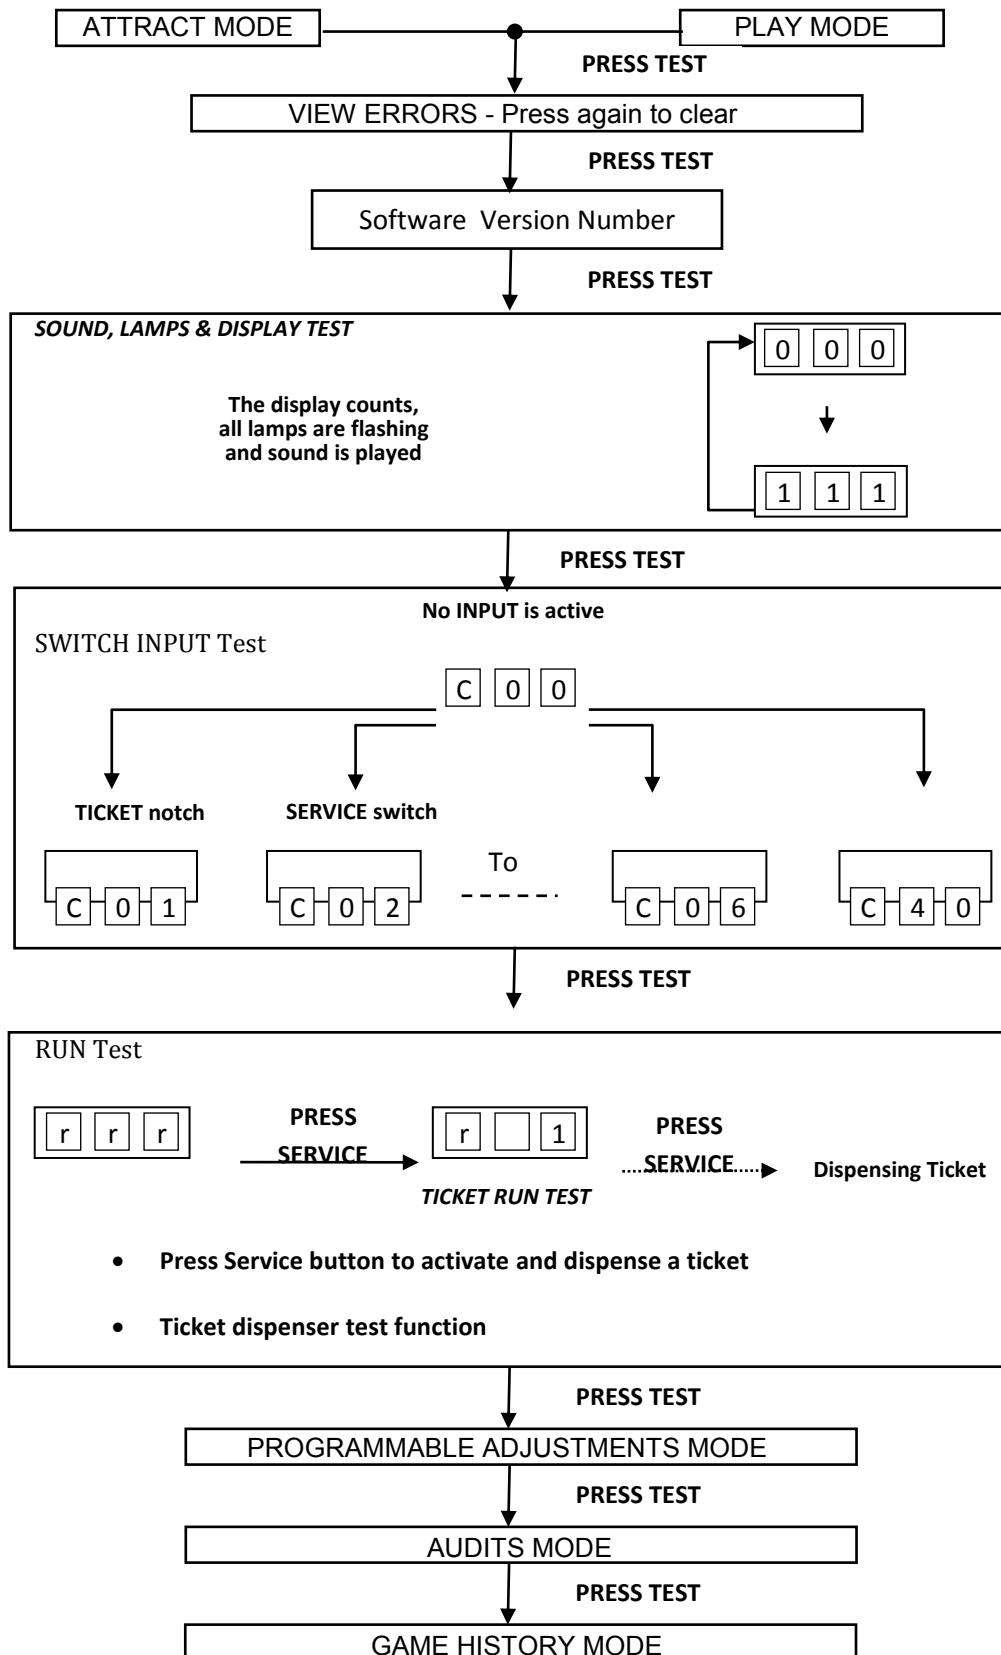 ATTRACT MODE
PLAY MODE
PRESS TEST
VIEW ERRORS - Press again to clear
PRESS TEST
Software Version Number
PRESS TEST
SOUND, LAMPS & DISPLAY TEST
0 0 0
The display counts,
all lamps are flashing
and sound is played
1 1 1
PRESS TEST
No INPUT is active
SWITCH INPUT Test
C 0 0
TICKET notch
SERVICE switch
To
C 0 1
C 0 2
C 0 6
C 4 0
PRESS TEST
RUN Test
r r r
PRESS
SERVICE
r 1
PRESS
SERVICE
Dispensing Ticket
TICKET RUN TEST
• Press Service button to activate and dispense a ticket
• Ticket dispenser test function
PRESS TEST
PROGRAMMABLE ADJUSTMENTS MODE
PRESS TEST
AUDITS MODE
PRESS TEST
GAME HISTORY MODE